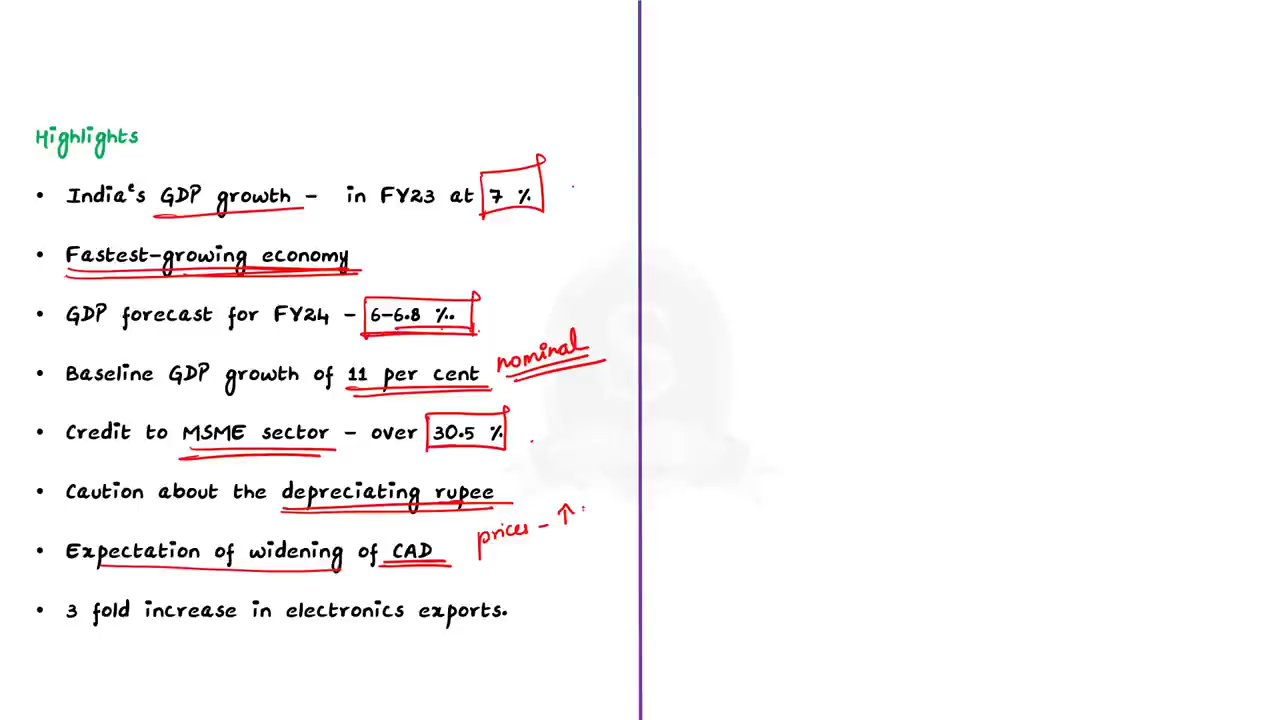 Highlights
• India's GDP growth - in FY23 at 7 %
• Fastest-growing economy
• GDP forecast for FY24 - 6-6.8 %.
nominal
• Baseline GDP growth of 11 per cent
• Credit to MSME sector - over 30.5 %
• Caution about the depreciating rupee
prices - ↑
• Expectation of widening of CAD
• 3 fold increase in electronics exports.